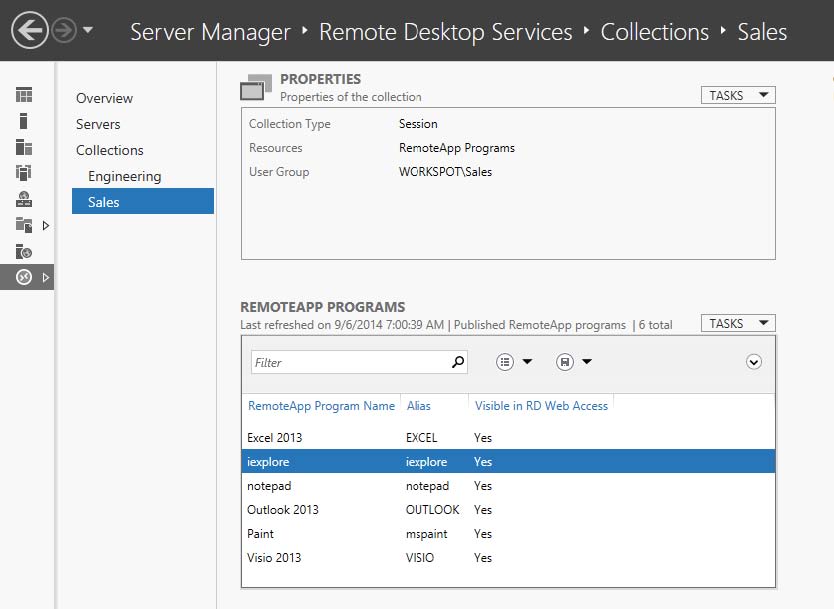 Server Manager ‣ Remote Desktop Services ‣ Collections ‣ Sales
Overview
Servers
Collections
Engineering
Sales
PROPERTIES
Properties of the collection
TASKS
Collection Type Session
Resources RemoteApp Programs
User Group WORKSPOT\Sales
REMOTEAPP PROGRAMS
Last refreshed on 9/6/2014 7:00:39 AM | Published RemoteApp programs | 6 total
TASKS
Filter
RemoteApp Program Name Alias Visible in RD Web Access
Excel 2013 EXCEL Yes
iexplore iexplore Yes
notepad notepad Yes
Outlook 2013 OUTLOOK Yes
Paint mspaint Yes
Visio 2013 VISIO Yes